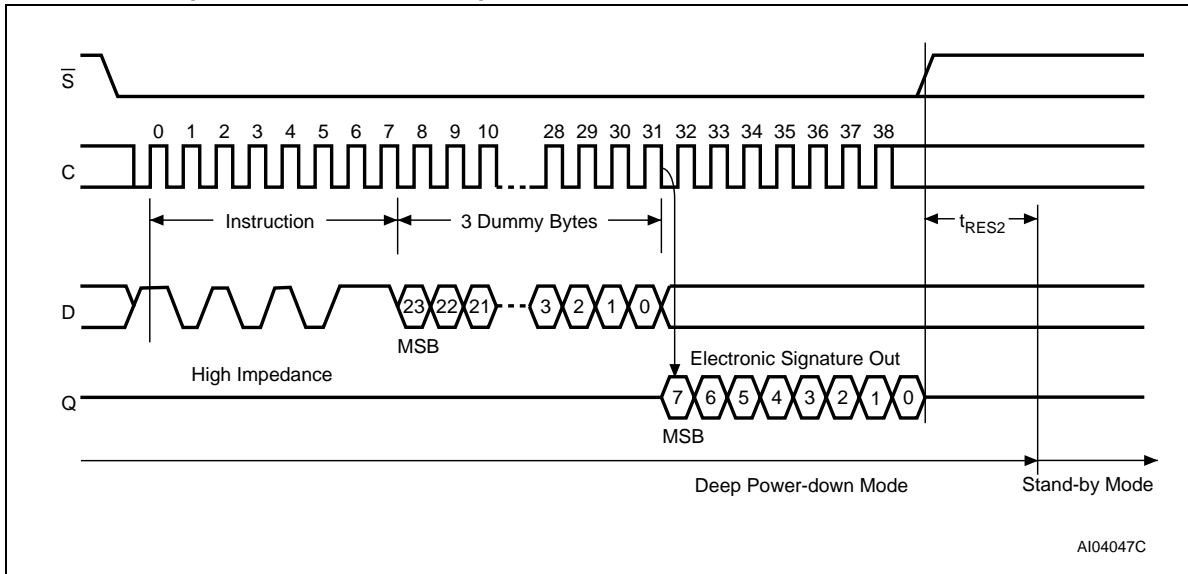 S
0 1 2 3 4 5 6 7 8 9 10 28 29 30 31 32 33 34 35 36 37 38
C
Instruction 3 Dummy Bytes tRES2
D 23 22 21 3 2 1 0
MSB
High Impedance Electronic Signature Out
Q 7 6 5 4 3 2 1 0
MSB
Deep Power-down Mode Stand-by Mode
AI04047C